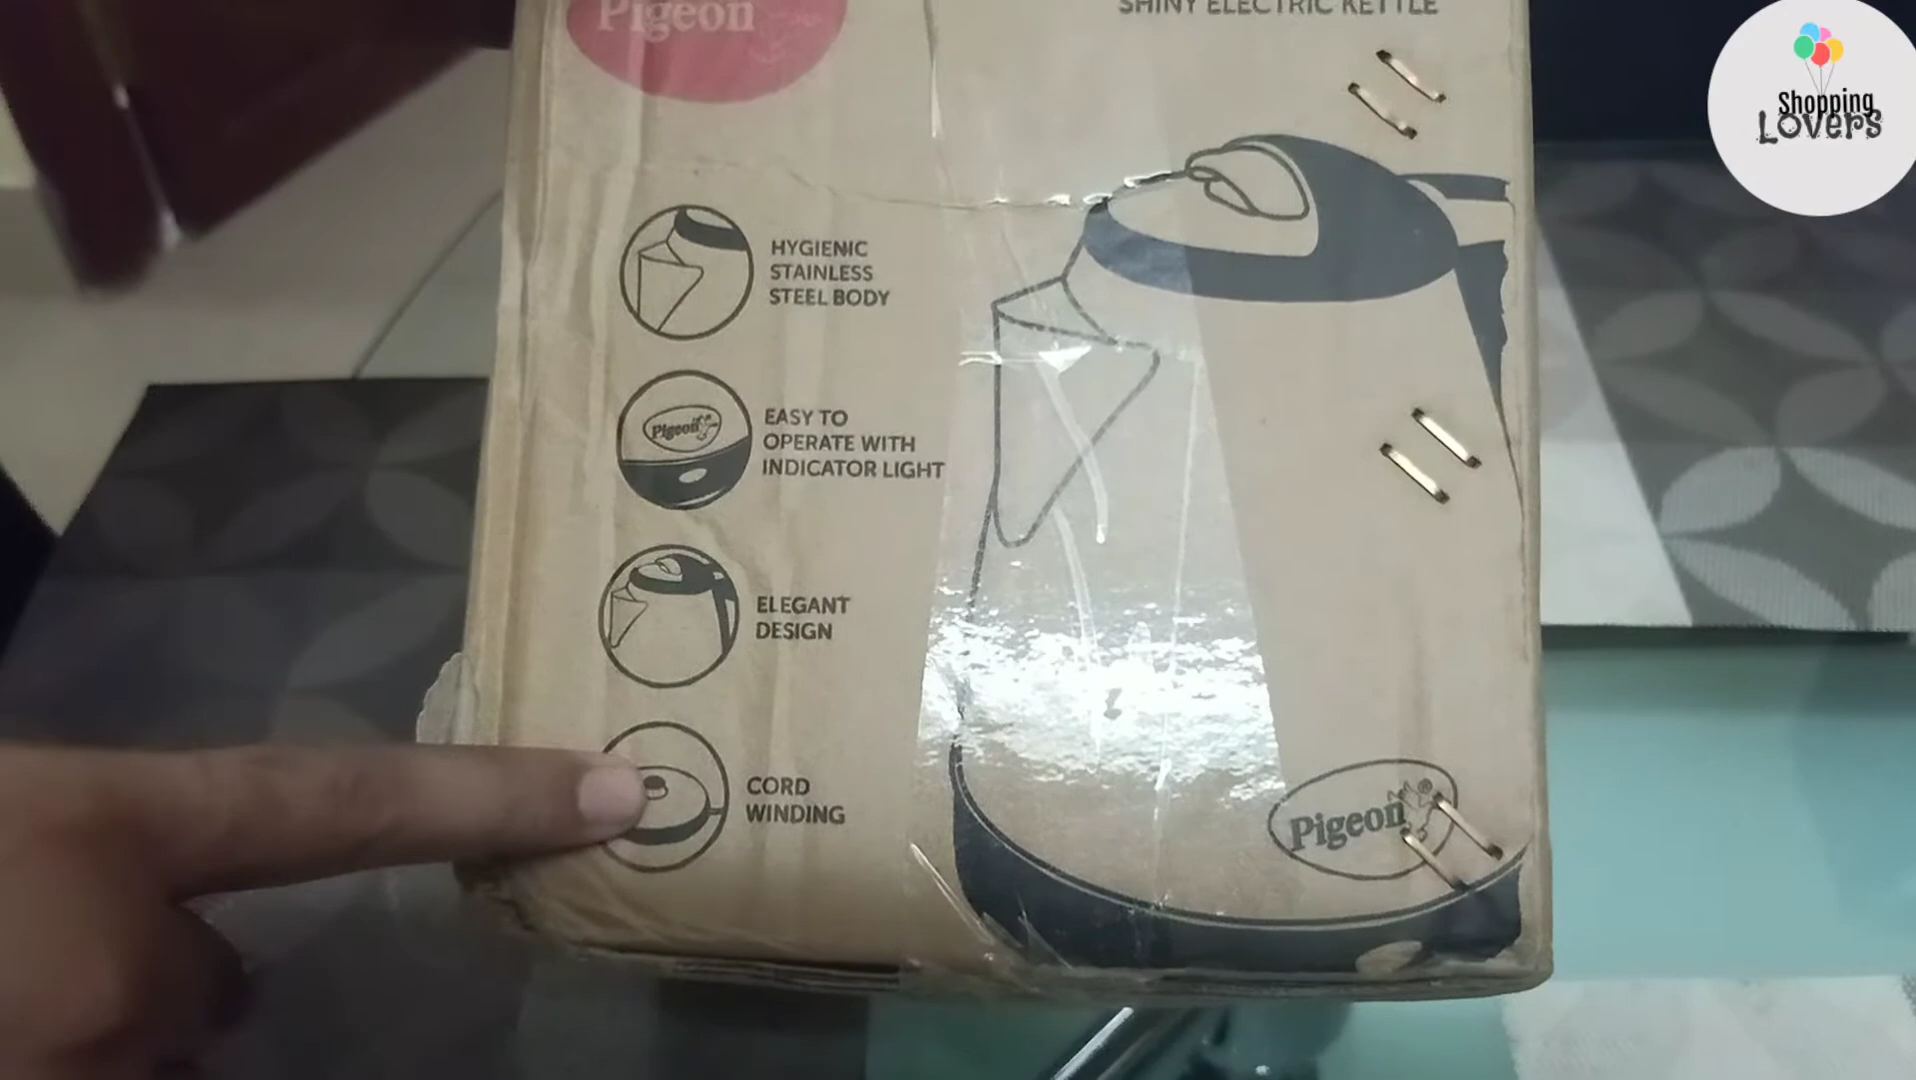 Pigeon
SHINY ELECTRIC KETTLE
Shopping
Lovers
HYGIENIC
STAINLESS
STEEL BODY
Pigeon
EASY TO
OPERATE WITH
INDICATOR LIGHT
ELEGANT
DESIGN
CORD
WINDING
Pigeon